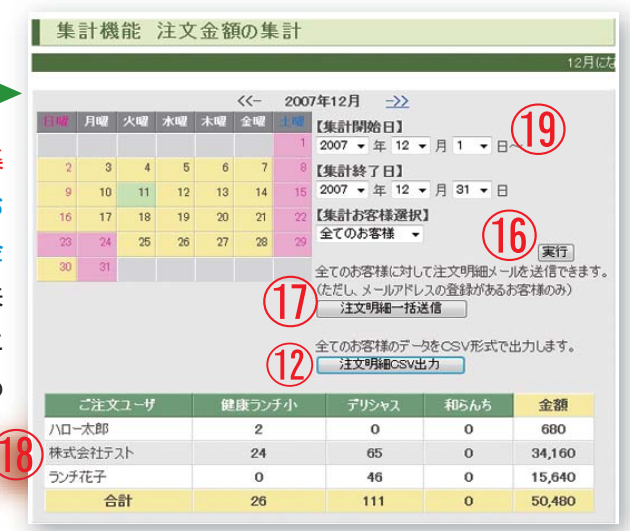 集計機能 注文金額の集計
12月にな
<<- 2007年12月 ->>
日曜 月曜 火曜 水曜 木曜 金曜 土曜
1
2 3 4 5 6 7 8
9 10 11 12 13 14 15
16 17 18 19 20 21 22
23 24 25 26 27 28 29
30 31
【集計開始日】
2007 年 12 月 1 日~
⑲
【集計終了日】
2007 年 12 月 31 日
【集計お客様選択】
全てのお客様
⑯
実行
全てのお客様に対して注文明細メールを送信できます。
(ただし、メールアドレスの登録があるお客様のみ)
⑰ 注文明細一括送信
全てのお客様のデータをCSV形式で出力します。
⑫ 注文明細CSV出力
ご注文ユーザ 健康ランチ小 デリシャス 和らんち 金額
ハロー太郎 2 0 0 680
⑱ 株式会社テスト 24 65 0 34,160
ランチ花子 0 46 0 15,640
合計 26 111 0 50,480